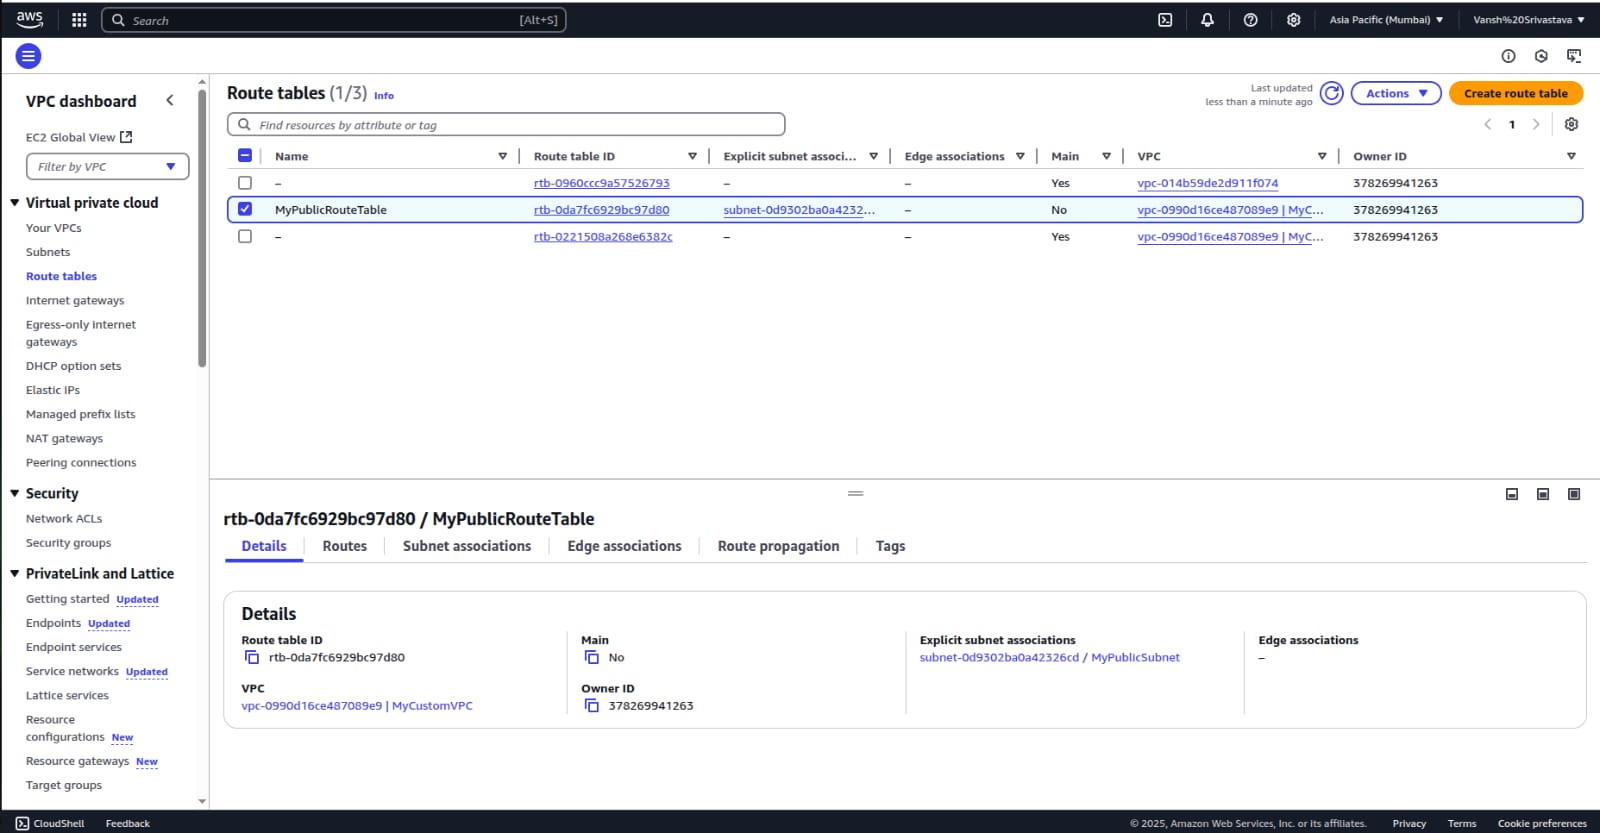 aws
Search [Alt+S]
Asia Pacific (Mumbai)
Vansh%20Srivastava
VPC dashboard
EC2 Global View
Filter by VPC
Virtual private cloud
Your VPCs
Subnets
Route tables
Internet gateways
Egress-only internet
gateways
DHCP option sets
Elastic IPs
Managed prefix lists
NAT gateways
Peering connections
Security
Network ACLs
Security groups
PrivateLink and Lattice
Getting started Updated
Endpoints Updated
Endpoint services
Service networks Updated
Lattice services
Resource
configurations New
Resource gateways New
Target groups
Route tables (1/3) Info
Last updated
less than a minute ago
Actions
Create route table
Find resources by attribute or tag
1
Name Route table ID Explicit subnet associ... Edge associations Main VPC Owner ID
– rtb-0960ccc9a57526793 – – Yes vpc-014b59de2d911f074 378269941263
MyPublicRouteTable rtb-0da7fc6929bc97d80 subnet-0d9302ba0a4232... – No vpc-0990d16ce487089e9 | MyC... 378269941263
– rtb-0221508a268e6382c – – Yes vpc-0990d16ce487089e9 | MyC... 378269941263
rtb-0da7fc6929bc97d80 / MyPublicRouteTable
Details Routes Subnet associations Edge associations Route propagation Tags
Details
Route table ID
rtb-0da7fc6929bc97d80
Main
No
Explicit subnet associations
subnet-0d9302ba0a42326cd / MyPublicSubnet
Edge associations
–
VPC
vpc-0990d16ce487089e9 | MyCustomVPC
Owner ID
378269941263
CloudShell Feedback
© 2025, Amazon Web Services, Inc. or its affiliates. Privacy Terms Cookie preferences